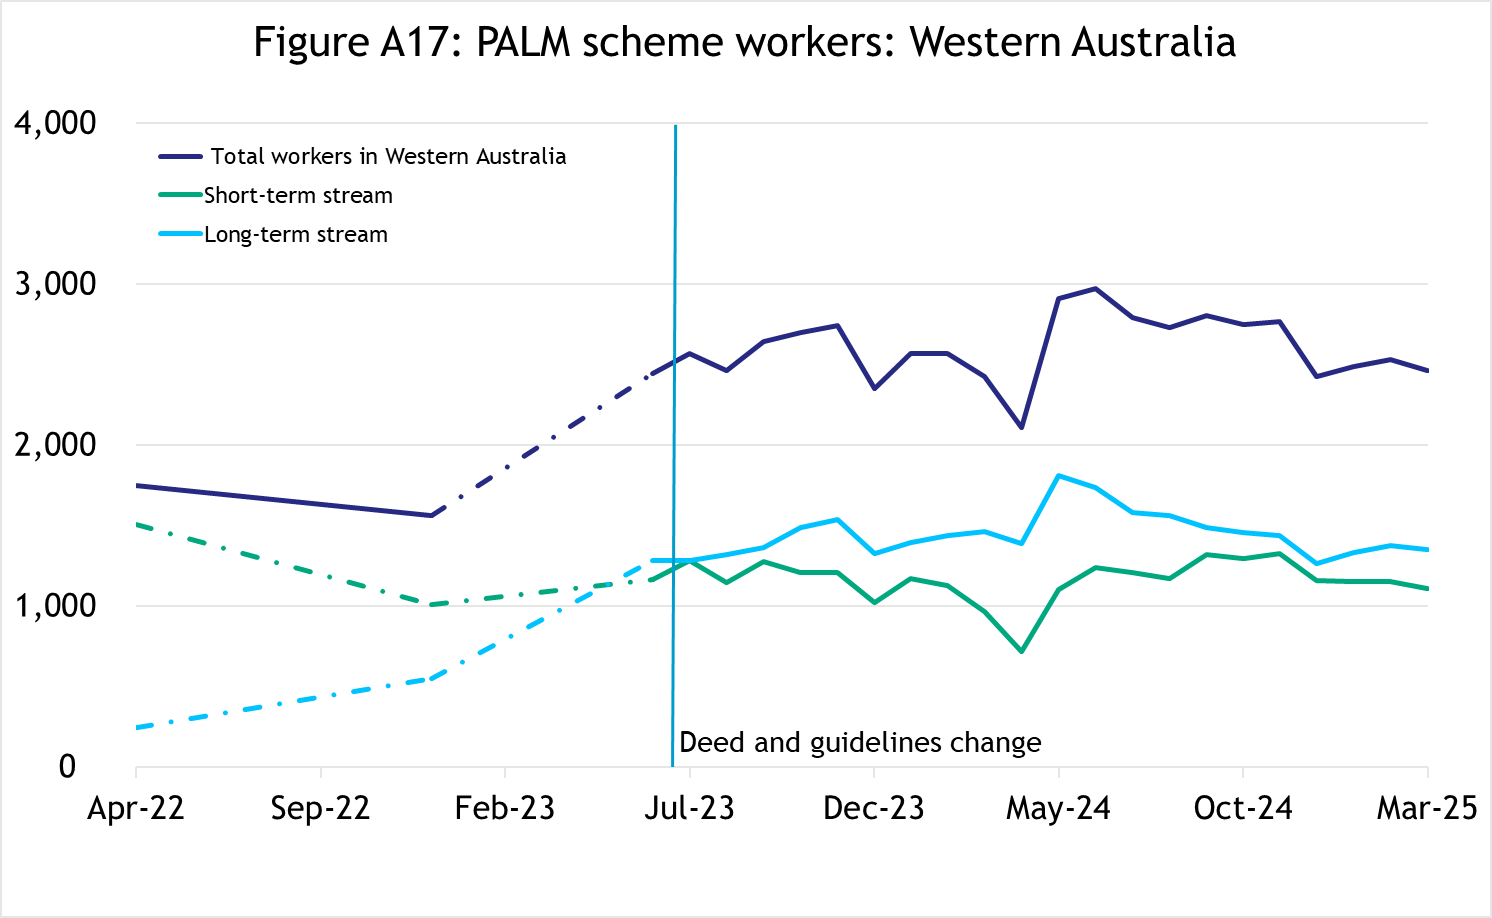 Figure A17: PALM scheme workers: Western Australia
4,000
Total workers in Western Australia
Short-term stream
Long-term stream
3,000
2,000
1,000
Deed and guidelines change
0
Apr-22 Sep-22 Feb-23 Jul-23 Dec-23 May-24 Oct-24 Mar-25